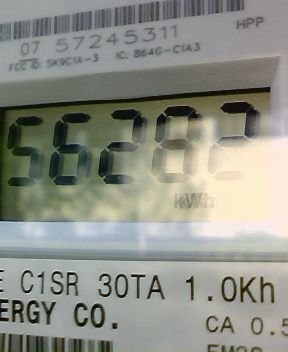 HPP
07 57245311
FCC ID: SK9C1A-3 IC: 864G-C1A3
56282
kWh
E C1SR 30TA 1.0Kh
ERGY CO.
CA 0.5